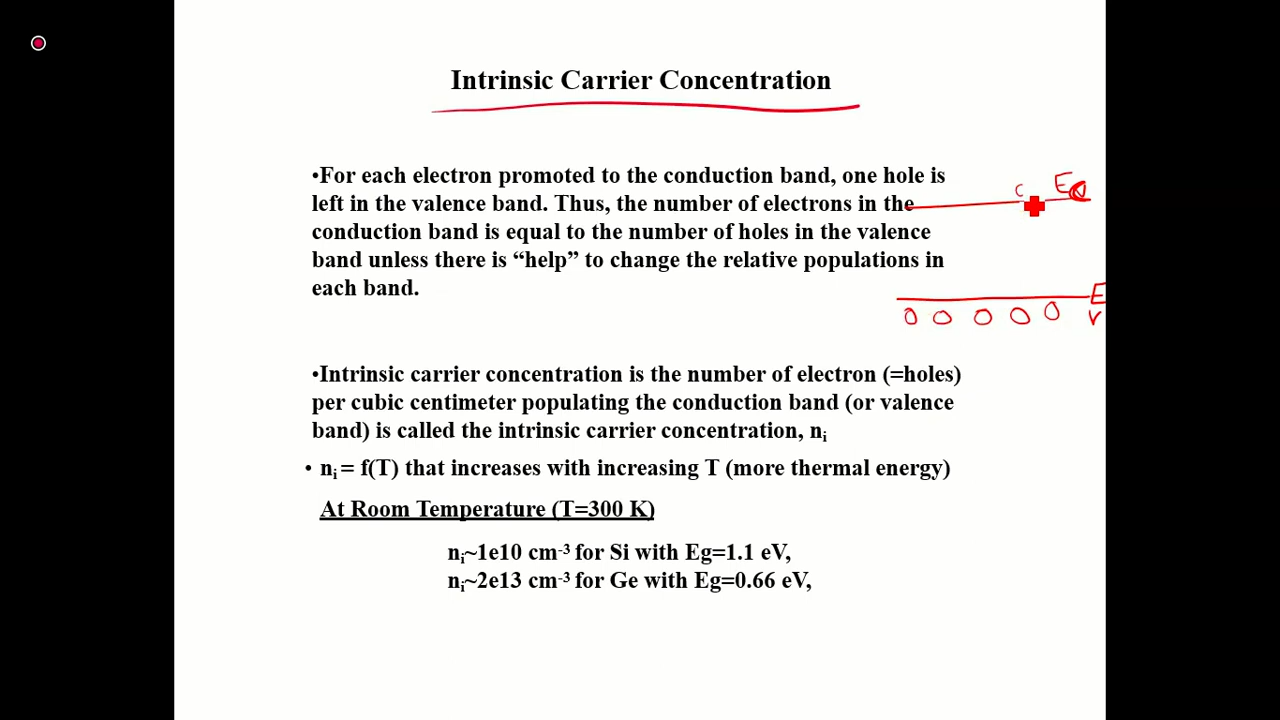 Intrinsic Carrier Concentration
•For each electron promoted to the conduction band, one hole is
left in the valence band. Thus, the number of electrons in the
conduction band is equal to the number of holes in the valence
band unless there is “help” to change the relative populations in
each band.
E
E
v
•Intrinsic carrier concentration is the number of electron (=holes)
per cubic centimeter populating the conduction band (or valence
band) is called the intrinsic carrier concentration, nᵢ
• nᵢ = f(T) that increases with increasing T (more thermal energy)
At Room Temperature (T=300 K)
nᵢ~1e10 cm⁻³ for Si with Eg=1.1 eV,
nᵢ~2e13 cm⁻³ for Ge with Eg=0.66 eV,